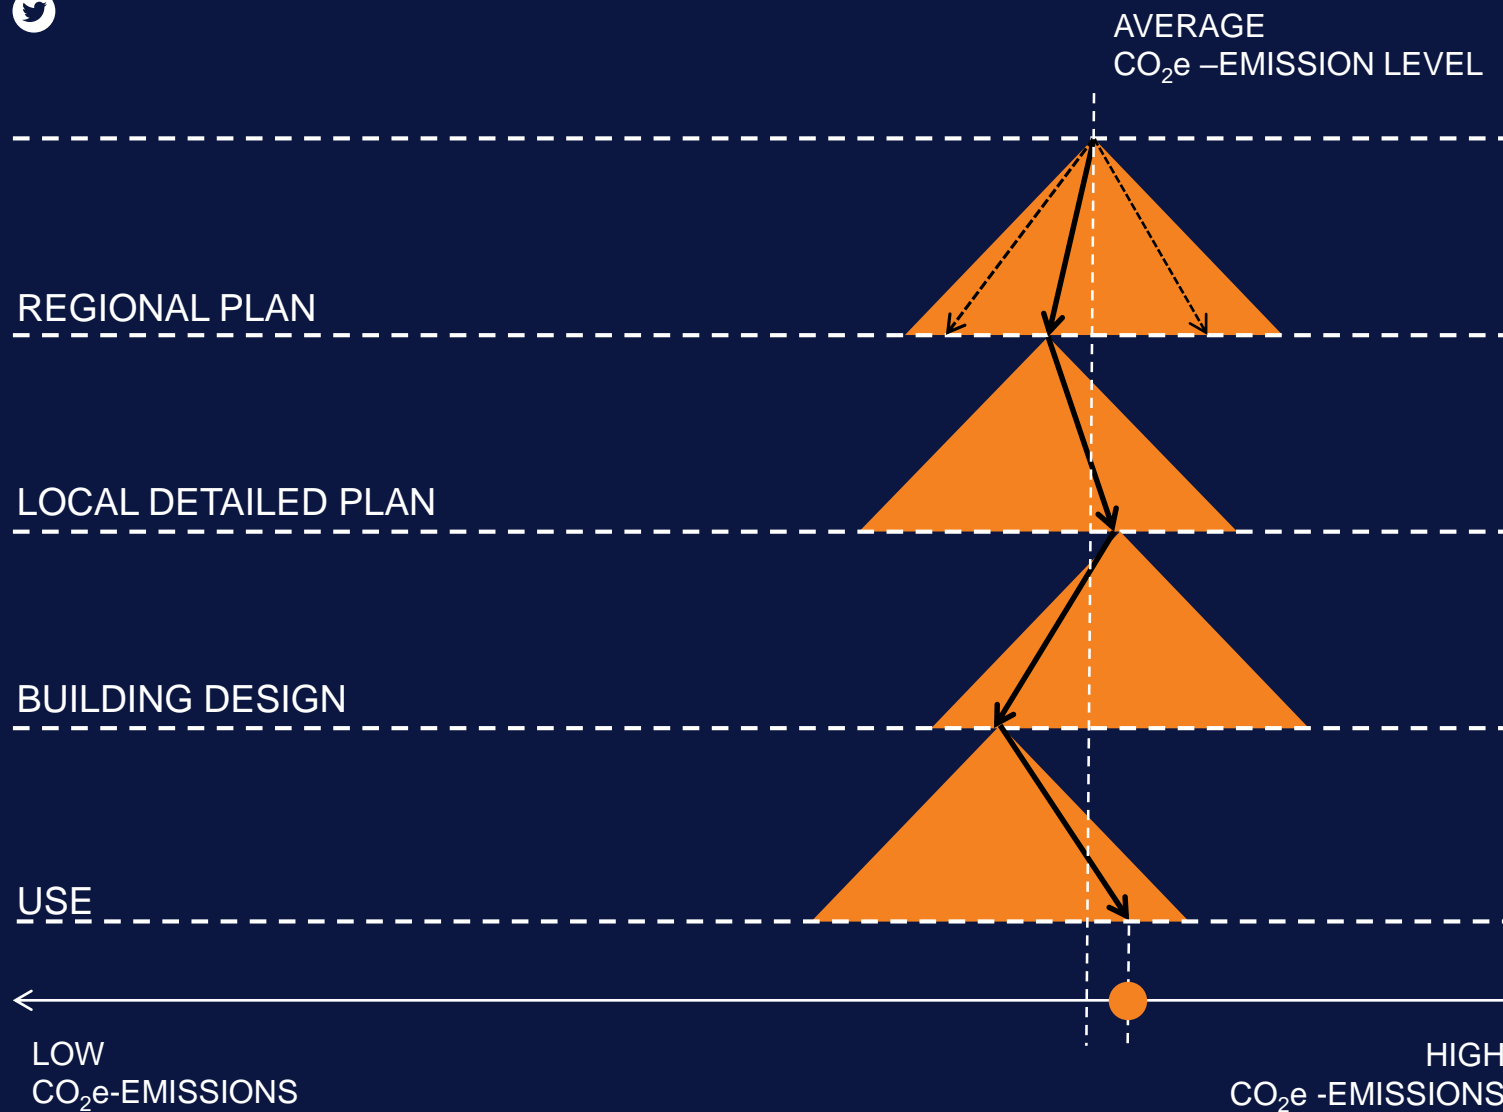 AVERAGE
CO₂e –EMISSION LEVEL
REGIONAL PLAN
LOCAL DETAILED PLAN
BUILDING DESIGN
USE
LOW
CO₂e-EMISSIONS
HIGH
CO₂e -EMISSIONS